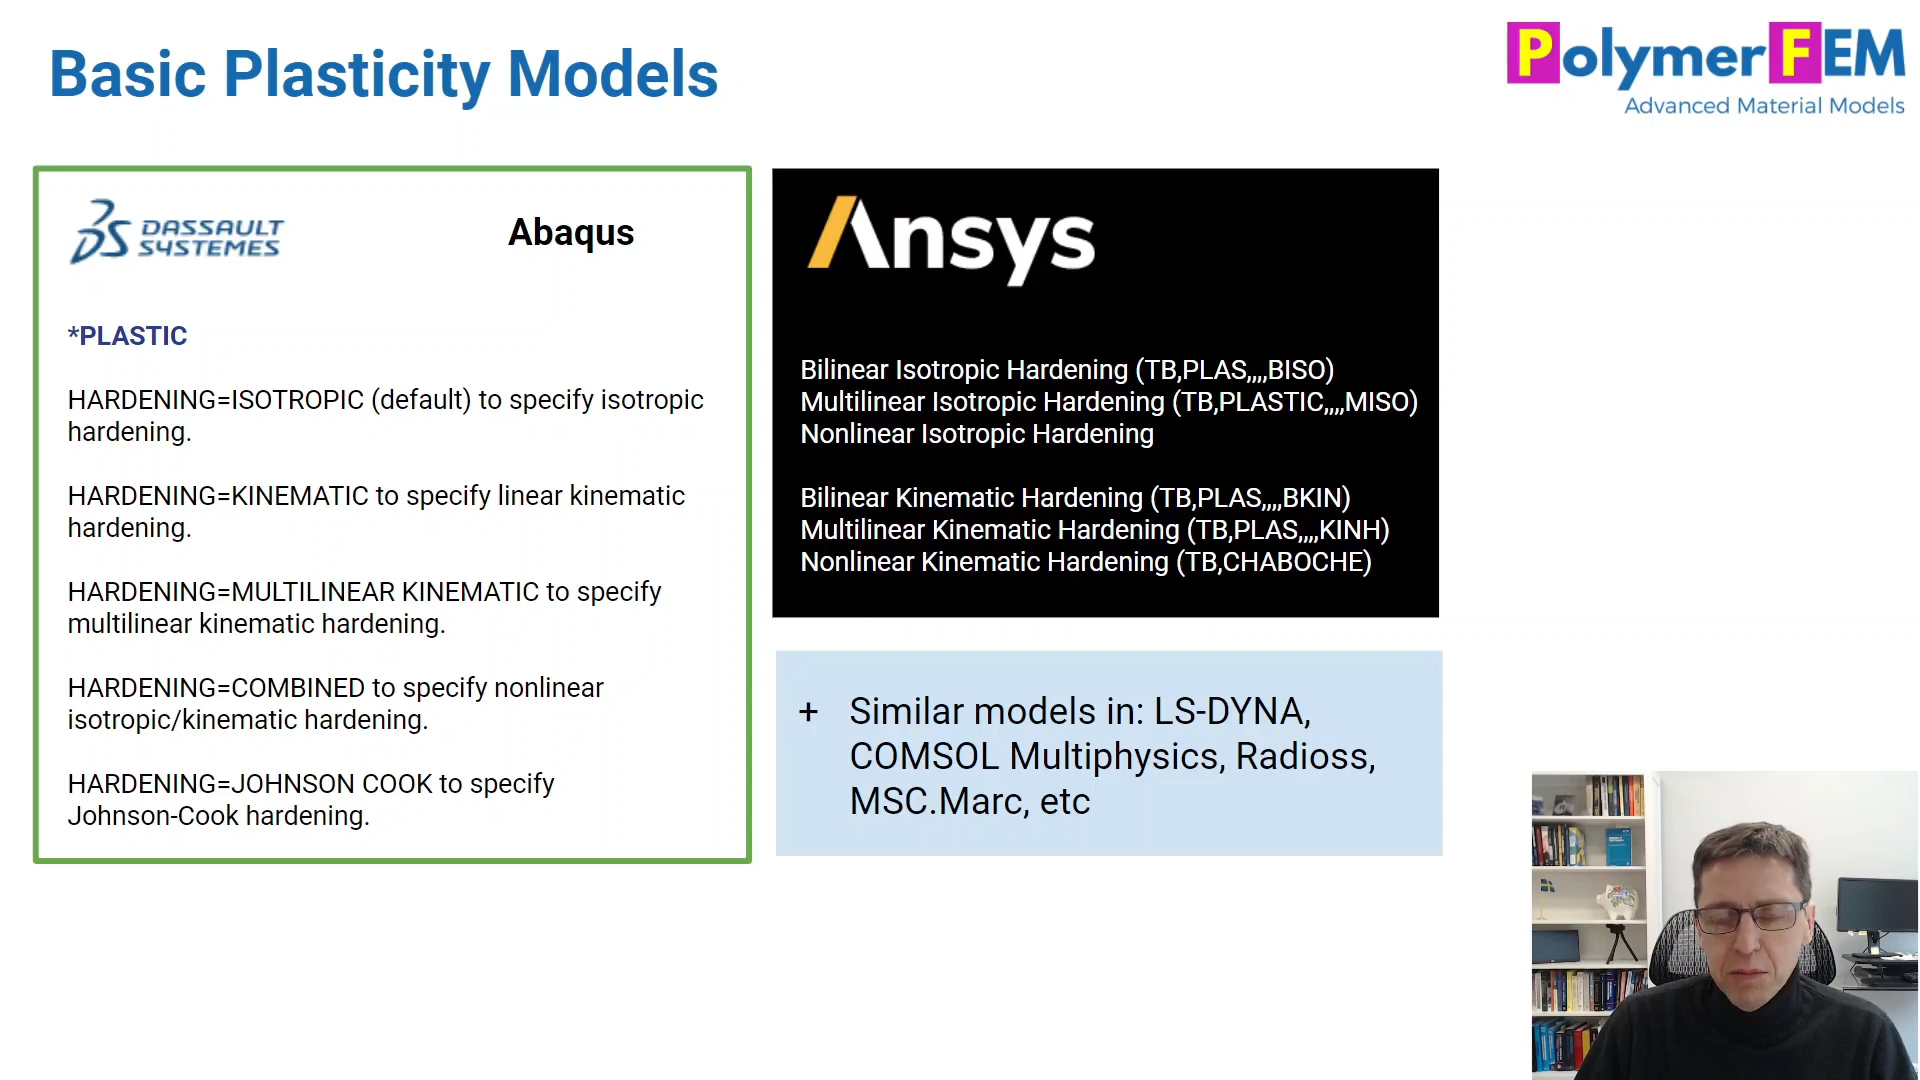 Basic Plasticity Models
PolymerFEM
Advanced Material Models
DASSAULT
SYSTEMES
Abaqus
*PLASTIC
HARDENING=ISOTROPIC (default) to specify isotropic
hardening.
HARDENING=KINEMATIC to specify linear kinematic
hardening.
HARDENING=MULTILINEAR KINEMATIC to specify
multilinear kinematic hardening.
HARDENING=COMBINED to specify nonlinear
isotropic/kinematic hardening.
HARDENING=JOHNSON COOK to specify
Johnson-Cook hardening.
Ansys
Bilinear Isotropic Hardening (TB,PLAS,,,,BISO)
Multilinear Isotropic Hardening (TB,PLASTIC,,,,MISO)
Nonlinear Isotropic Hardening
Bilinear Kinematic Hardening (TB,PLAS,,,,BKIN)
Multilinear Kinematic Hardening (TB,PLAS,,,,KINH)
Nonlinear Kinematic Hardening (TB,CHABOCHE)
+ Similar models in: LS-DYNA,
COMSOL Multiphysics, Radioss,
MSC.Marc, etc